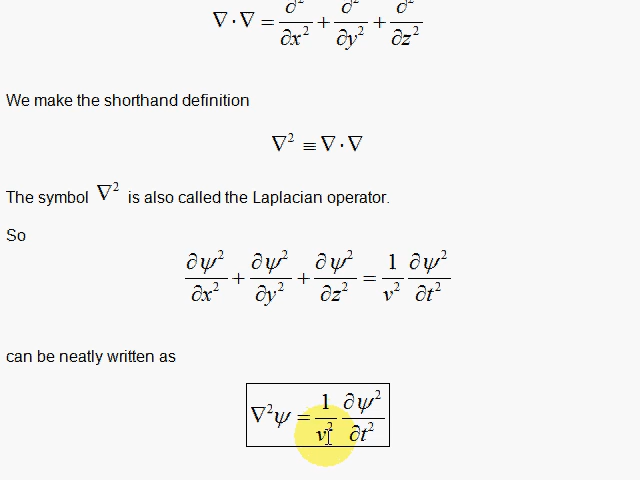 ∇·∇ = ∂²/∂x² + ∂²/∂y² + ∂²/∂z²
We make the shorthand definition
∇² ≡ ∇·∇
The symbol ∇² is also called the Laplacian operator.
So
∂ψ²/∂x² + ∂ψ²/∂y² + ∂ψ²/∂z² = 1/v² ∂ψ²/∂t²
can be neatly written as
∇²ψ = 1/v² ∂ψ²/∂t²